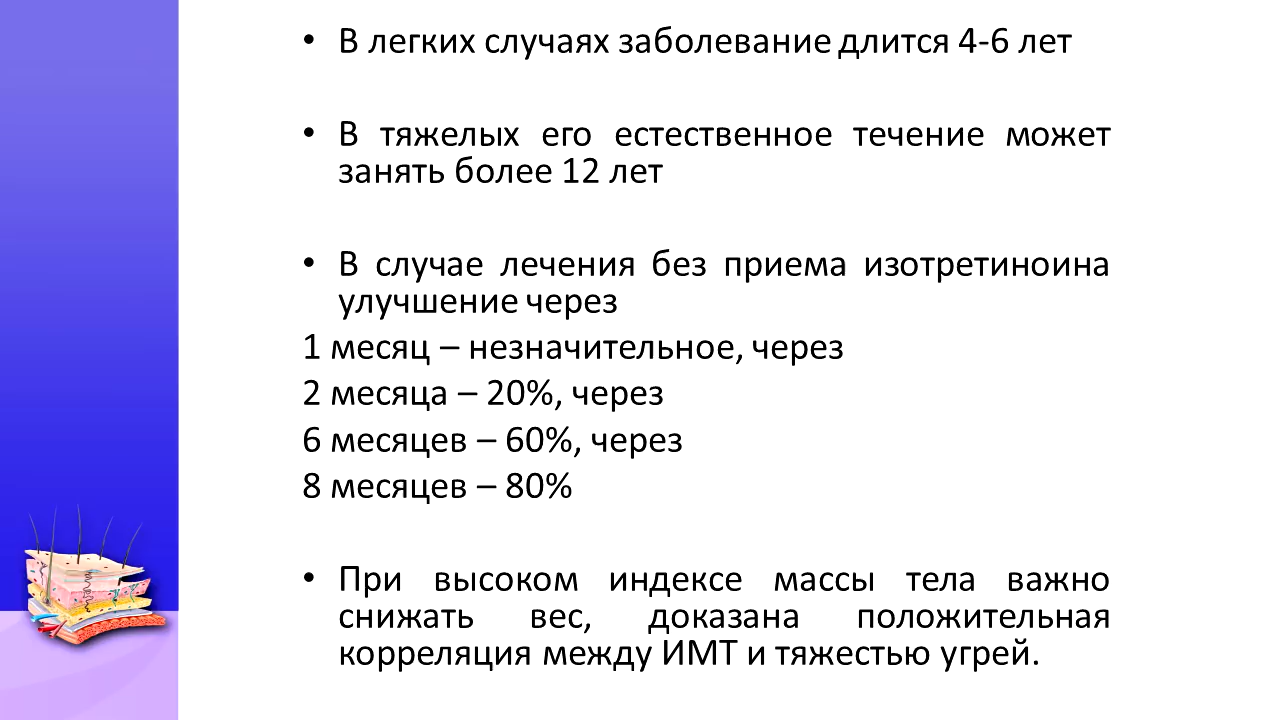 • В легких случаях заболевание длится 4-6 лет
• В тяжелых его естественное течение может
занять более 12 лет
• В случае лечения без приема изотретиноина
улучшение через
1 месяц – незначительное, через
2 месяца – 20%, через
6 месяцев – 60%, через
8 месяцев – 80%
• При высоком индексе массы тела важно
снижать вес, доказана положительная
корреляция между ИМТ и тяжестью угрей.